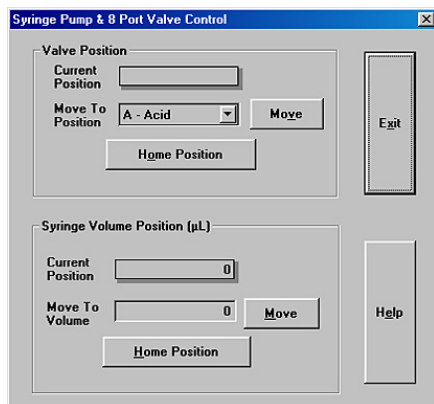 Syringe Pump & 8 Port Valve Control
Valve Position
Current
Position
Move To
Position
A - Acid
Move
Home Position
Exit
Syringe Volume Position (µL)
Current
Position
0
Move To
Volume
0
Move
Home Position
Help